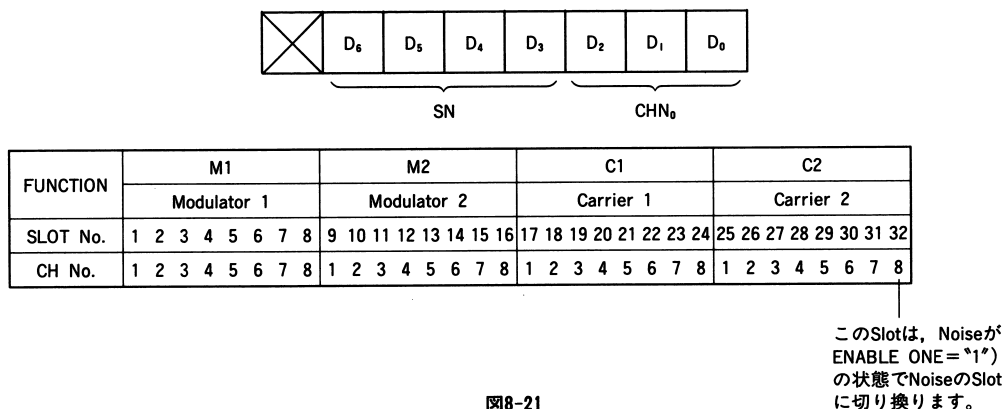 D₆ D₅ D₄ D₃ D₂ D₁ D₀
SN CHN₀
FUNCTION M1 M2 C1 C2
Modulator 1 Modulator 2 Carrier 1 Carrier 2
SLOT No. 1 2 3 4 5 6 7 8 9 10 11 12 13 14 15 16 17 18 19 20 21 22 23 24 25 26 27 28 29 30 31 32
CH No. 1 2 3 4 5 6 7 8 1 2 3 4 5 6 7 8 1 2 3 4 5 6 7 8 1 2 3 4 5 6 7 8
このSlotは，Noiseが
ENABLE ONE＝〝1〞)
の状態でNoiseのSlot
に切り換ります。
図8-21